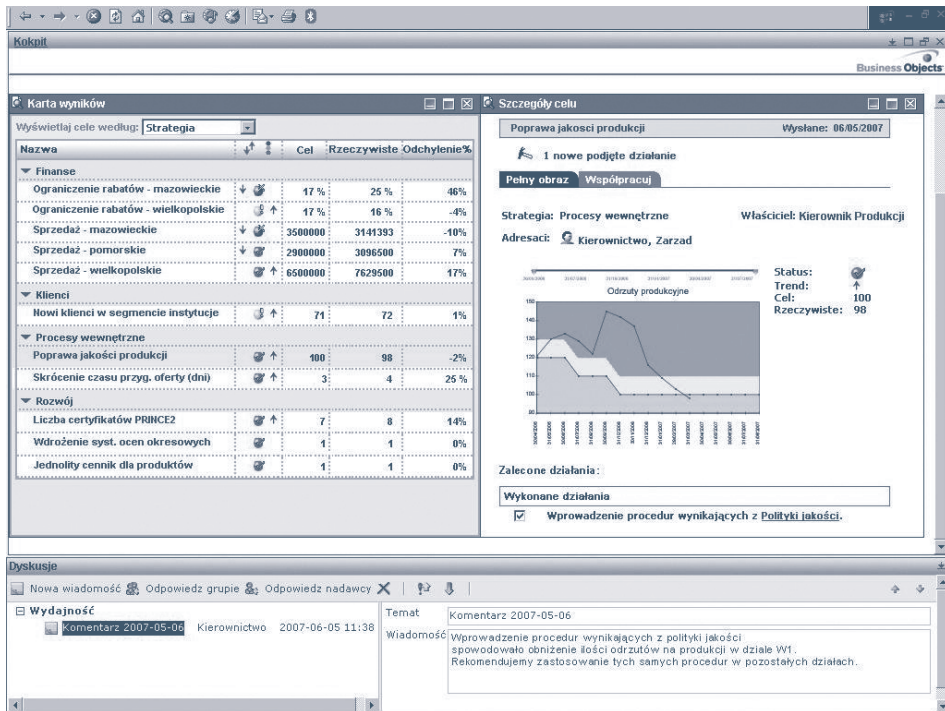 Kokpit
Business Objects
Karta wyników
Wyświetlaj cele według: Strategia
Nazwa Cel Rzeczywiste Odchylenie%
Finanse
Ograniczenie rabatów - mazowieckie 17 % 25 % 46%
Ograniczenie rabatów - wielkopolskie 17 % 16 % -4%
Sprzedaż - mazowieckie 3500000 3141393 -10%
Sprzedaż - pomorskie 2900000 3096500 7%
Sprzedaż - wielkopolskie 6500000 7629500 17%
Klienci
Nowi klienci w segmencie instytucje 71 72 1%
Procesy wewnętrzne
Poprawa jakości produkcji 100 98 -2%
Skrócenie czasu przyg. oferty (dni) 3 4 25 %
Rozwój
Liczba certyfikatów PRINCE2 7 8 14%
Wdrożenie syst. ocen okresowych 1 1 0%
Jednolity cennik dla produktów 1 1 0%
Szczegóły celu
Poprawa jakosci produkcji Wysłane: 06/05/2007
1 nowe podjęte działanie
Pełny obraz Współpracuj
Strategia: Procesy wewnętrzne Właściciel: Kierownik Produkcji
Adresaci: Kierownictwo, Zarzad
Odrzuty produkcyjne
Status:
Trend:
Cel: 100
Rzeczywiste: 98
Zalecone działania:
Wykonane działania
Wprowadzenie procedur wynikających z Polityki jakości.
Dyskusje
Nowa wiadomość Odpowiedz grupie Odpowiedz nadawcy
Wydajność
Komentarz 2007-05-06 Kierownictwo 2007-06-05 11:38
Temat Komentarz 2007-05-06
Wiadomość Wprowadzenie procedur wynikających z polityki jakości
spowodowało obniżenie ilości odrzutów na produkcji w dziale W1.
Rekomendujemy zastosowanie tych samych procedur w pozostałych działach.